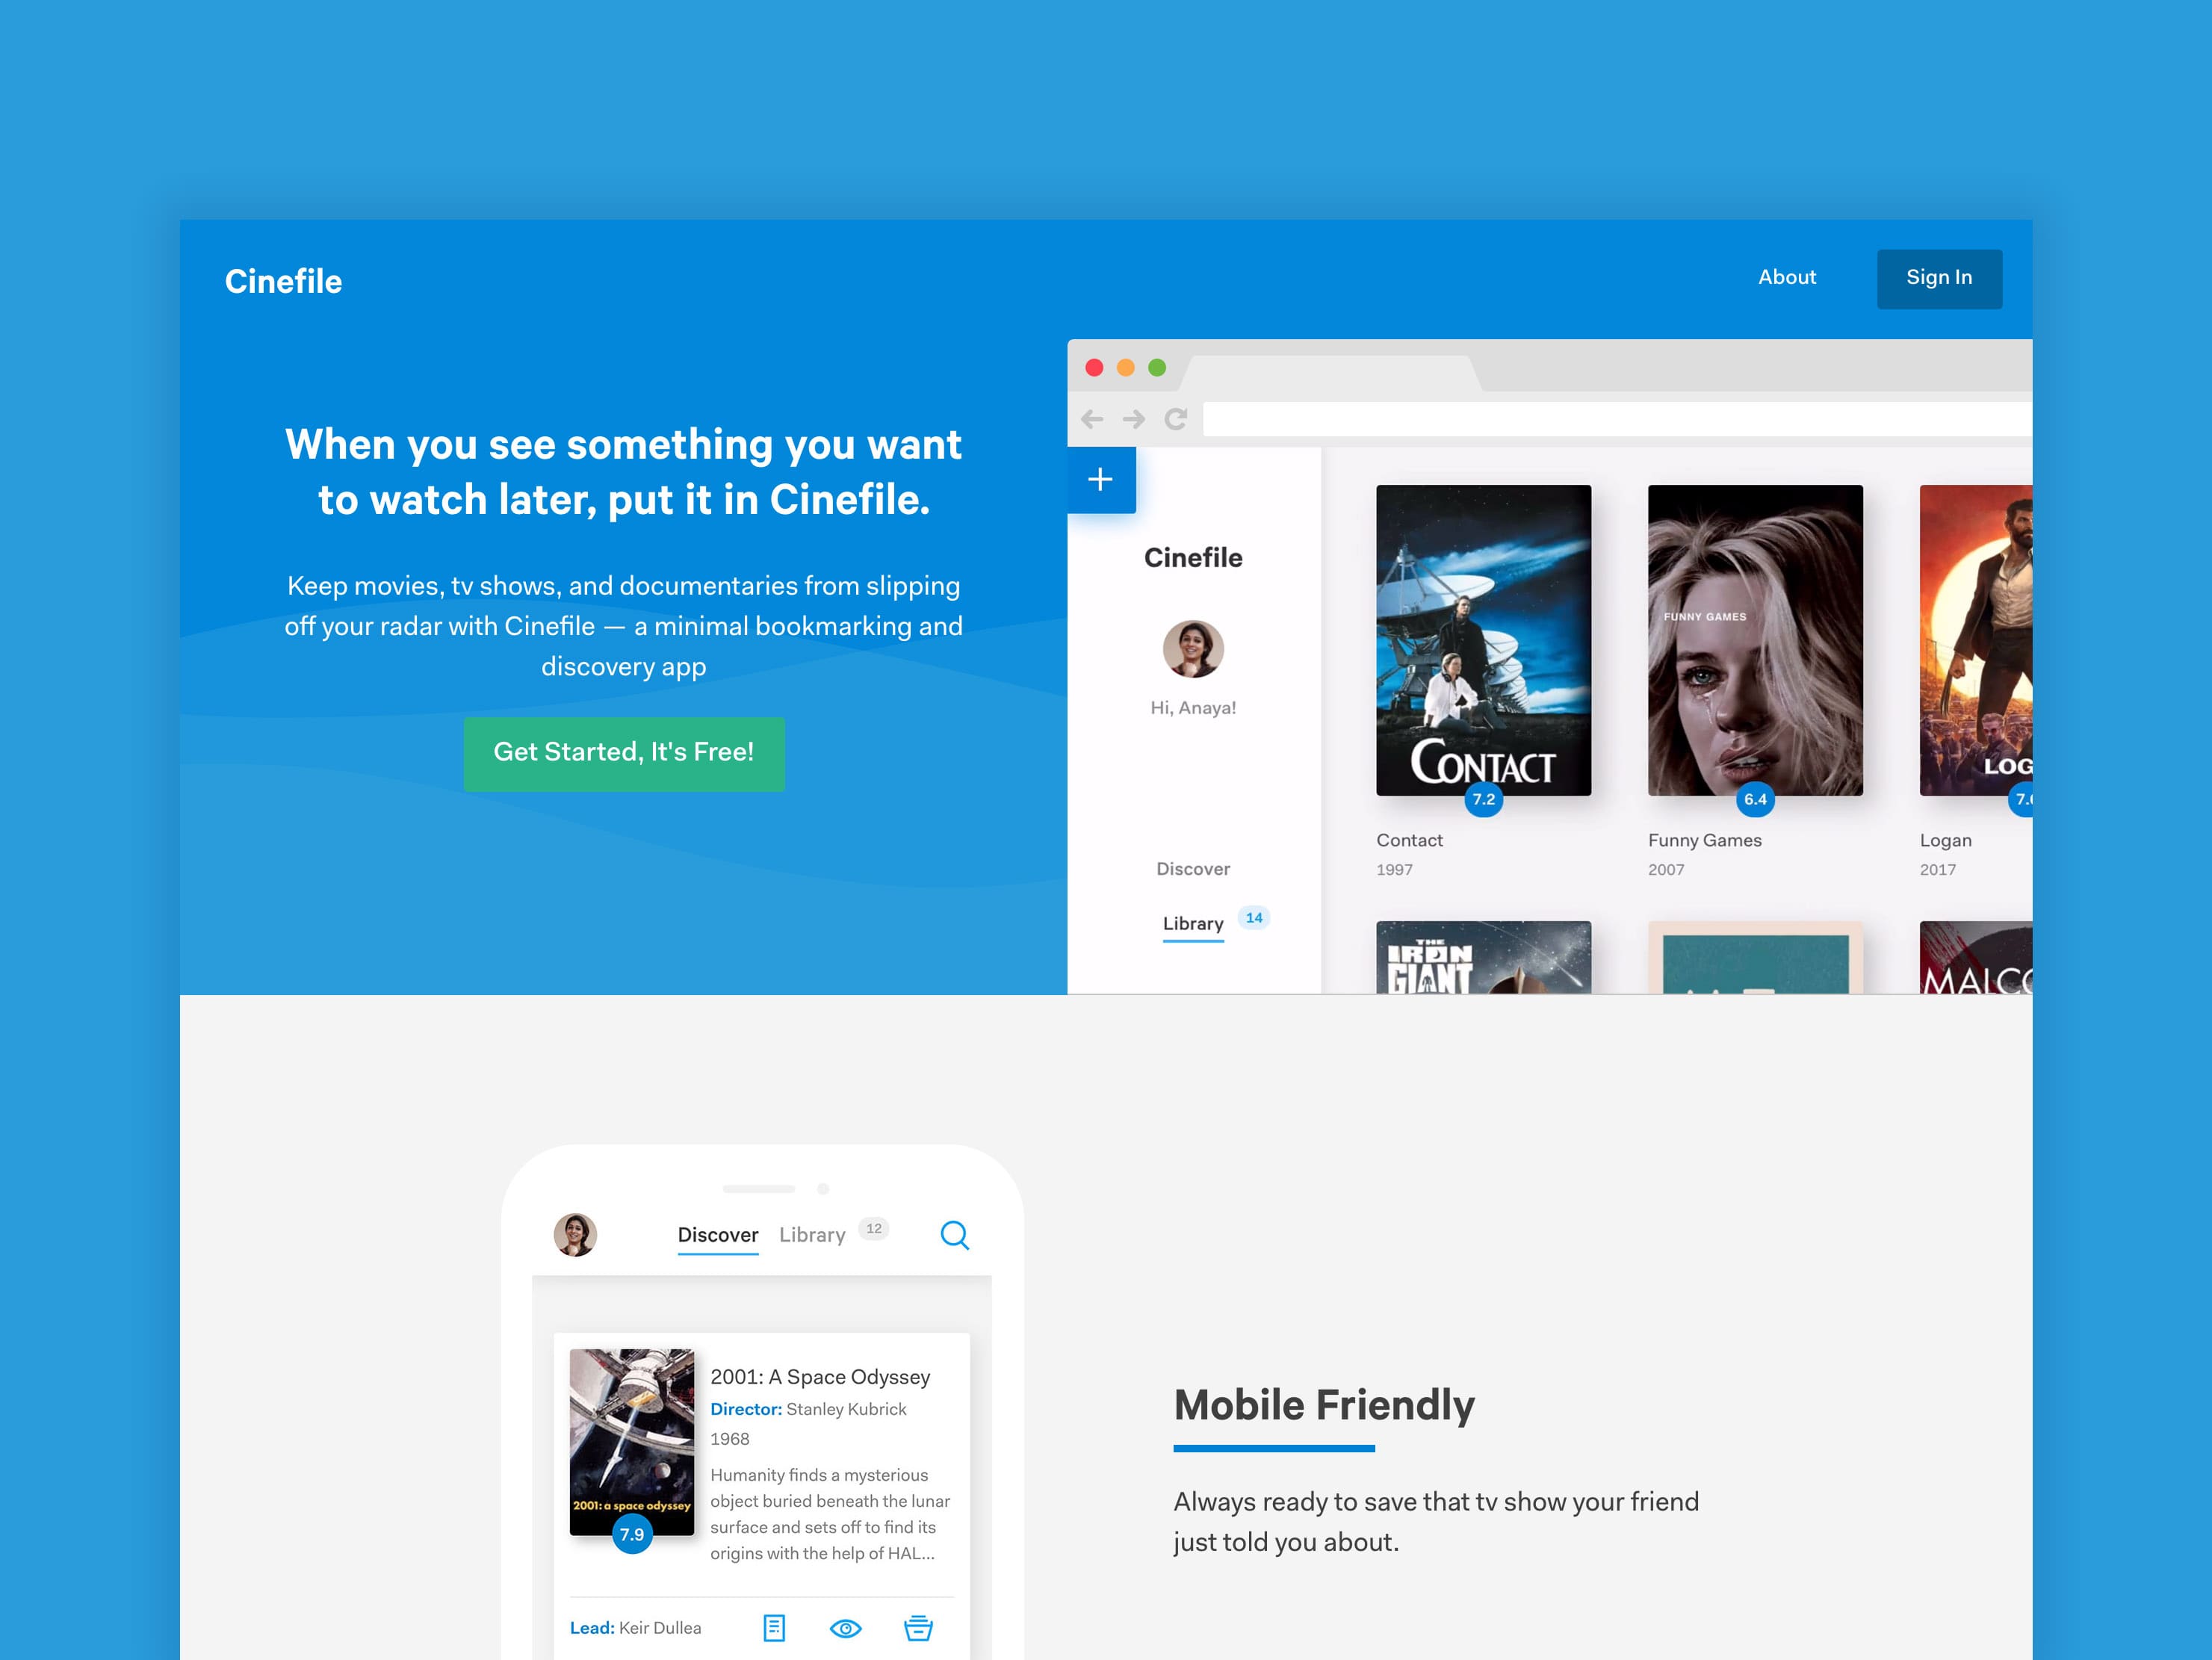 Cinefile
About
Sign In
When you see something you want
to watch later, put it in Cinefile.
Keep movies, tv shows, and documentaries from slipping
off your radar with Cinefile — a minimal bookmarking and
discovery app
Get Started, It's Free!
Cinefile
Hi, Anaya!
Discover
Library 14
CONTACT
7.2
Contact
1997
FUNNY GAMES
6.4
Funny Games
2007
LOG
7.
Logan
2017
THE
IRON
GIANT
MALCO
Discover Library 12
2001: a space odyssey
7.9
2001: A Space Odyssey
Director: Stanley Kubrick
1968
Humanity finds a mysterious
object buried beneath the lunar
surface and sets off to find its
origins with the help of HAL...
Lead: Keir Dullea
Mobile Friendly
Always ready to save that tv show your friend
just told you about.